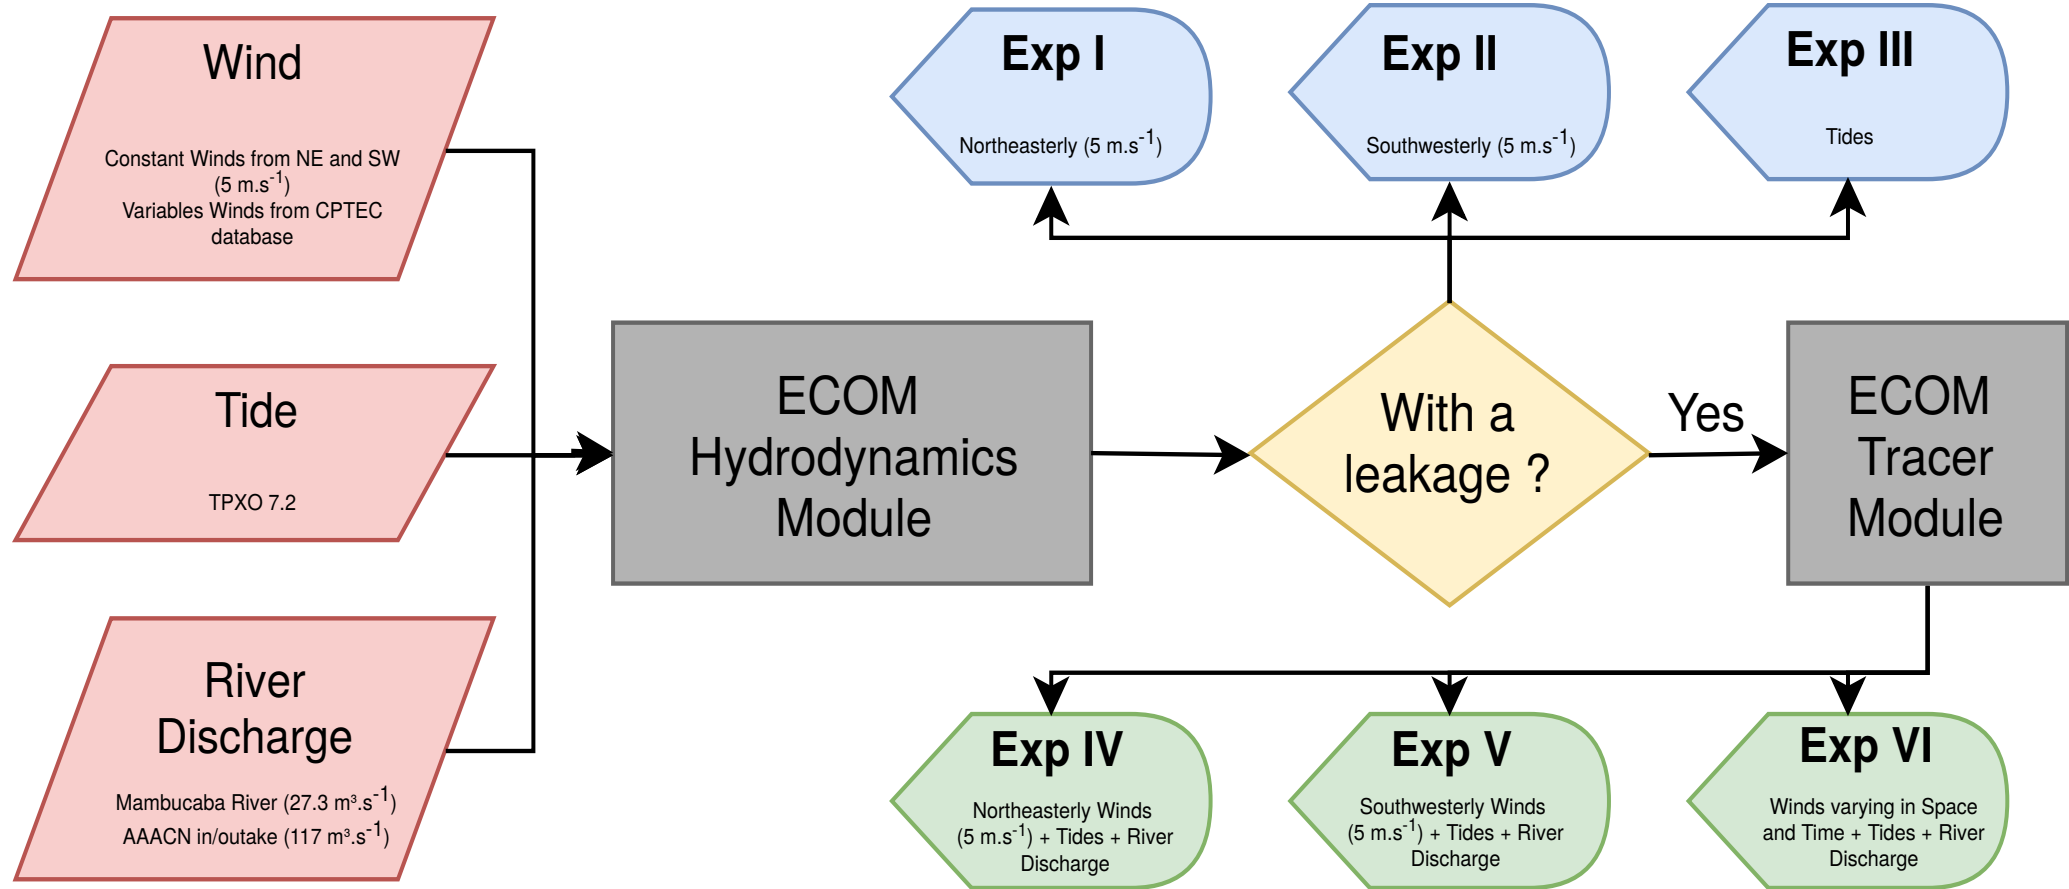 Wind
Constant Winds from NE and SW
(5 m.s⁻¹)
Variables Winds from CPTEC
database
Tide
TPXO 7.2
River
Discharge
Mambucaba River (27.3 m³.s⁻¹)
AAACN in/outake (117 m³.s⁻¹)
ECOM
Hydrodynamics
Module
With a
leakage ?
Yes
ECOM
Tracer
Module
Exp I
Northeasterly (5 m.s⁻¹)
Exp II
Southwesterly (5 m.s⁻¹)
Exp III
Tides
Exp IV
Northeasterly Winds
(5 m.s⁻¹) + Tides + River
Discharge
Exp V
Southwesterly Winds
(5 m.s⁻¹) + Tides + River
Discharge
Exp VI
Winds varying in Space
and Time + Tides + River
Discharge